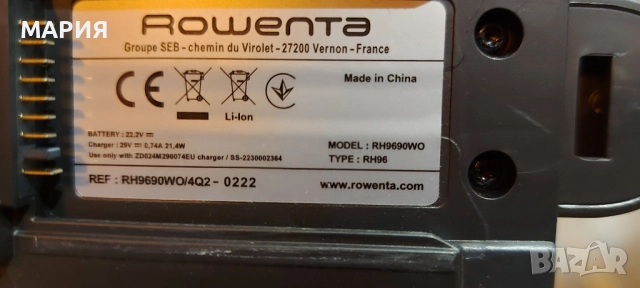 МАРИЯ
Rowenta
Groupe SEB - chemin du Virolet - 27200 Vernon - France
Made in China
Li-Ion
BATTERY : 22,2V
Charger : 29V 0,74A 21,4W
Use only with ZD024M290074EU charger / SS-2230002364
MODEL : RH9690WO
TYPE : RH96
REF : RH9690WO/4Q2 - 0222
www.rowenta.com
BAZAR